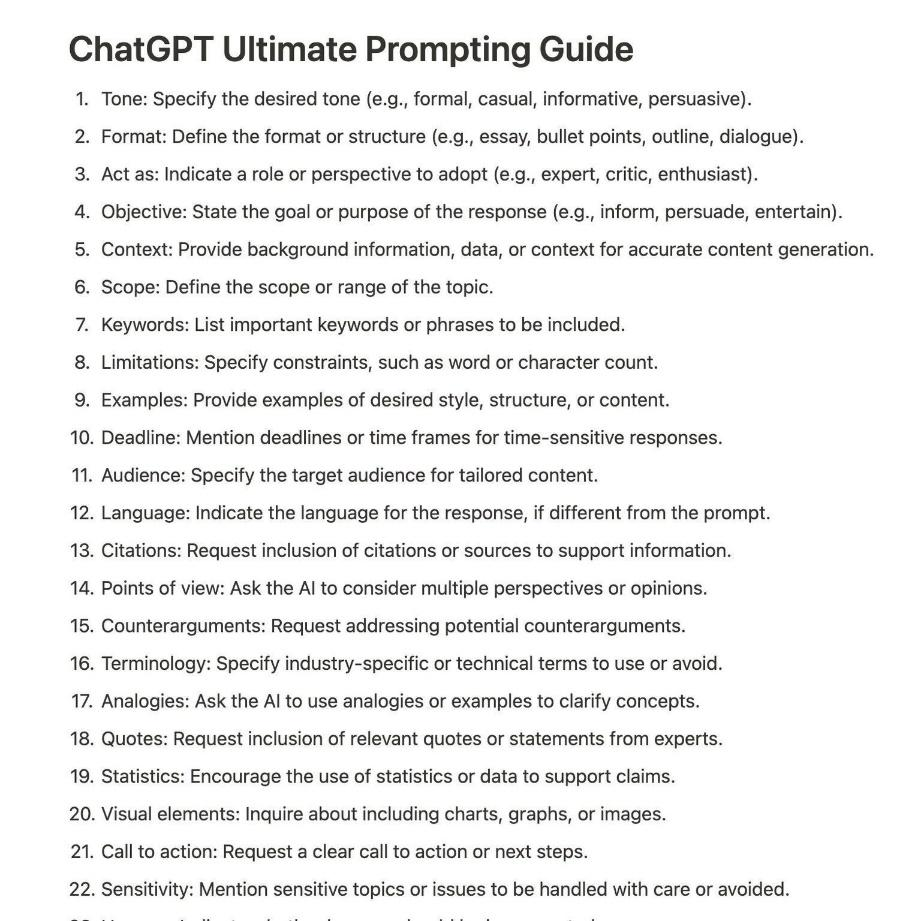 ChatGPT Ultimate Prompting Guide
1. Tone: Specify the desired tone (e.g., formal, casual, informative, persuasive).
2. Format: Define the format or structure (e.g., essay, bullet points, outline, dialogue).
3. Act as: Indicate a role or perspective to adopt (e.g., expert, critic, enthusiast).
4. Objective: State the goal or purpose of the response (e.g., inform, persuade, entertain).
5. Context: Provide background information, data, or context for accurate content generation.
6. Scope: Define the scope or range of the topic.
7. Keywords: List important keywords or phrases to be included.
8. Limitations: Specify constraints, such as word or character count.
9. Examples: Provide examples of desired style, structure, or content.
10. Deadline: Mention deadlines or time frames for time-sensitive responses.
11. Audience: Specify the target audience for tailored content.
12. Language: Indicate the language for the response, if different from the prompt.
13. Citations: Request inclusion of citations or sources to support information.
14. Points of view: Ask the AI to consider multiple perspectives or opinions.
15. Counterarguments: Request addressing potential counterarguments.
16. Terminology: Specify industry-specific or technical terms to use or avoid.
17. Analogies: Ask the AI to use analogies or examples to clarify concepts.
18. Quotes: Request inclusion of relevant quotes or statements from experts.
19. Statistics: Encourage the use of statistics or data to support claims.
20. Visual elements: Inquire about including charts, graphs, or images.
21. Call to action: Request a clear call to action or next steps.
22. Sensitivity: Mention sensitive topics or issues to be handled with care or avoided.